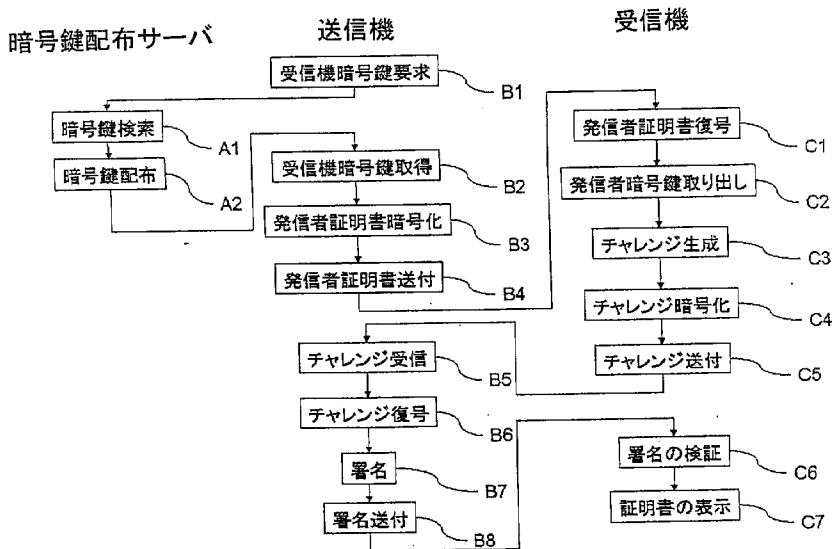 暗号鍵配布サーバ
送信機
受信機
受信機暗号鍵要求
B1
暗号鍵検索
A1
暗号鍵配布
A2
受信機暗号鍵取得
B2
発信者証明書暗号化
B3
発信者証明書送付
B4
発信者証明書復号
C1
発信者暗号鍵取り出し
C2
チャレンジ生成
C3
チャレンジ暗号化
C4
チャレンジ送付
C5
チャレンジ受信
B5
チャレンジ復号
B6
署名
B7
署名送付
B8
署名の検証
C6
証明書の表示
C7